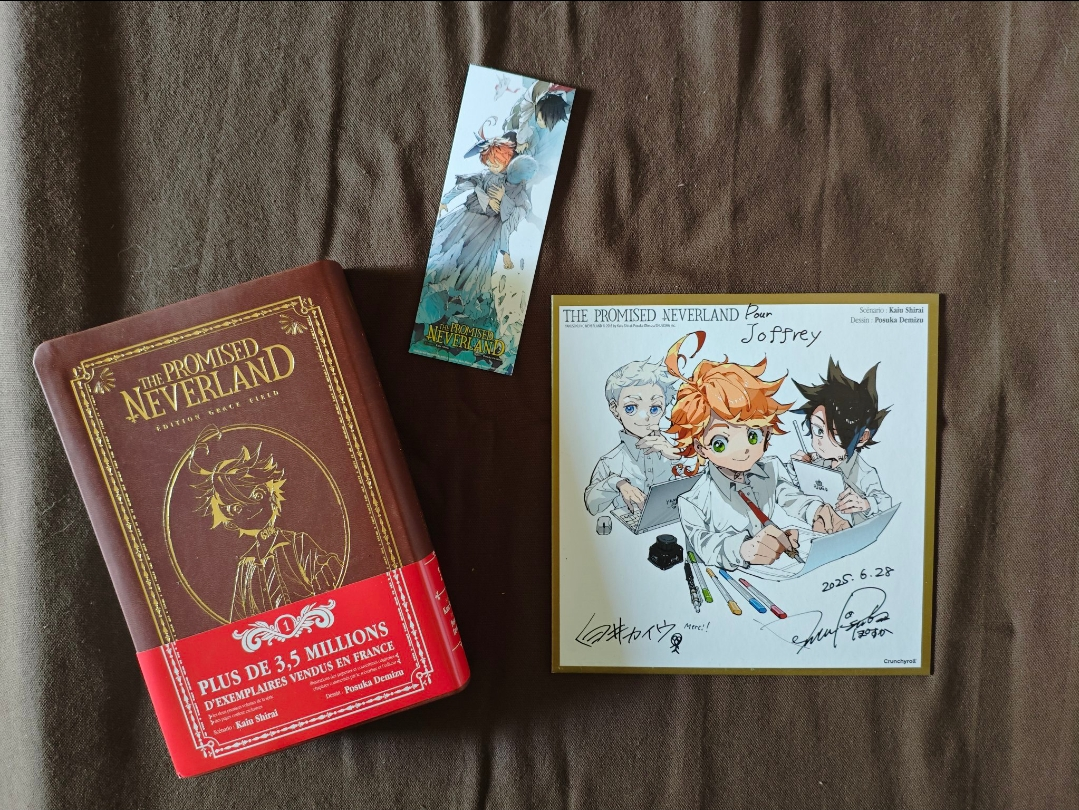 THE PROMISED
NEVERLAND
THE PROMISED
NEVERLAND
ÉDITION GRACE FIELD
1
PLUS DE 3,5 MILLIONS
D'EXEMPLAIRES VENDUS EN FRANCE
Scénario : Kaiu Shirai
Dessin : Posuka Demizu
THE PROMISED NEVERLAND
Pour
Joffrey
Scénario : Kaiu Shirai
Dessin : Posuka Demizu
2025.6.28
白井カイウ
Merci!
Crunchyroll